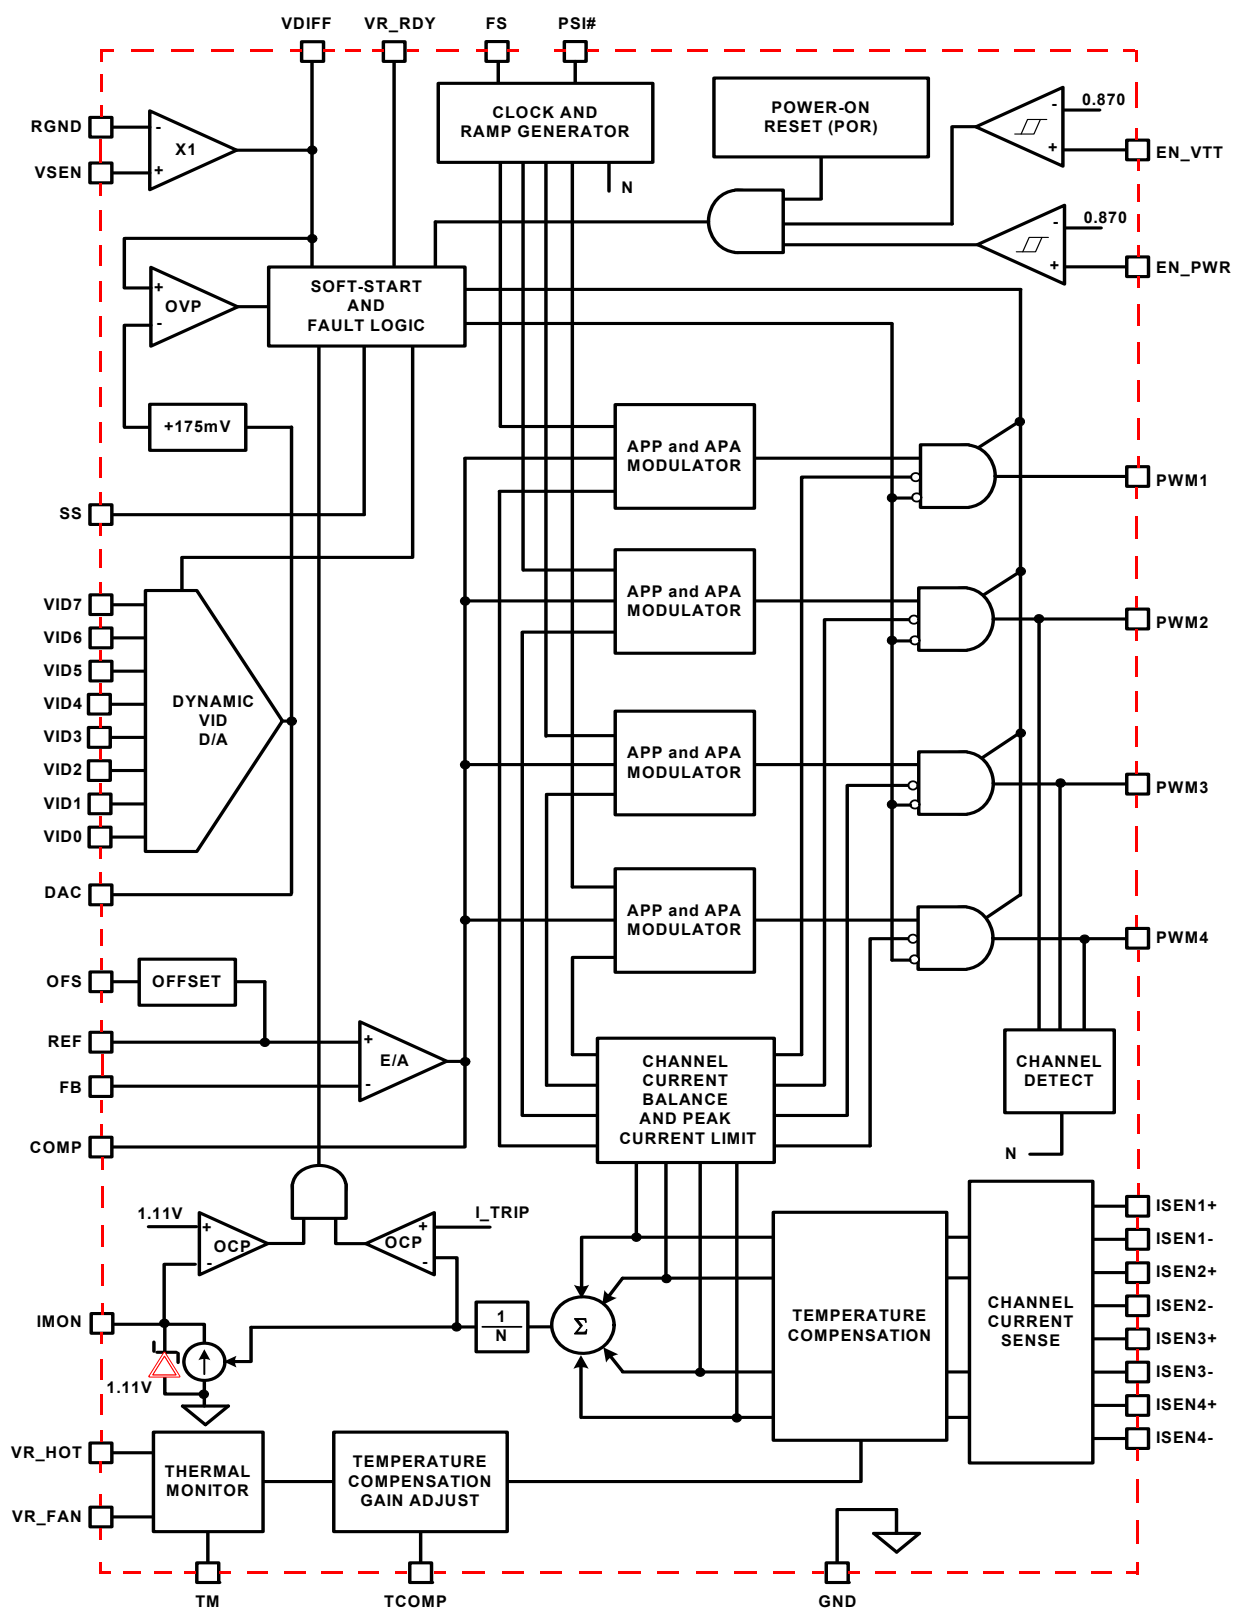 VDIFF
VR_RDY
FS
PSI#
RGND
VSEN
-
X1
+
CLOCK AND
RAMP GENERATOR
N
POWER-ON
RESET (POR)
-
0.870
+
EN_VTT
-
0.870
+
EN_PWR
+
OVP
-
SOFT-START
AND
FAULT LOGIC
+175mV
SS
APP and APA
MODULATOR
PWM1
VID7
VID6
VID5
VID4
VID3
VID2
VID1
VID0
DYNAMIC
VID
D/A
APP and APA
MODULATOR
PWM2
APP and APA
MODULATOR
PWM3
DAC
APP and APA
MODULATOR
PWM4
OFS
OFFSET
REF
FB
+
E/A
-
COMP
CHANNEL
CURRENT
BALANCE
AND PEAK
CURRENT LIMIT
CHANNEL
DETECT
N
1.11V
+
OCP
-
I_TRIP
+
OCP
-
IMON
1.11V
1
N
Σ
TEMPERATURE
COMPENSATION
CHANNEL
CURRENT
SENSE
ISEN1+
ISEN1-
ISEN2+
ISEN2-
ISEN3+
ISEN3-
ISEN4+
ISEN4-
VR_HOT
VR_FAN
THERMAL
MONITOR
TEMPERATURE
COMPENSATION
GAIN ADJUST
TM
TCOMP
GND